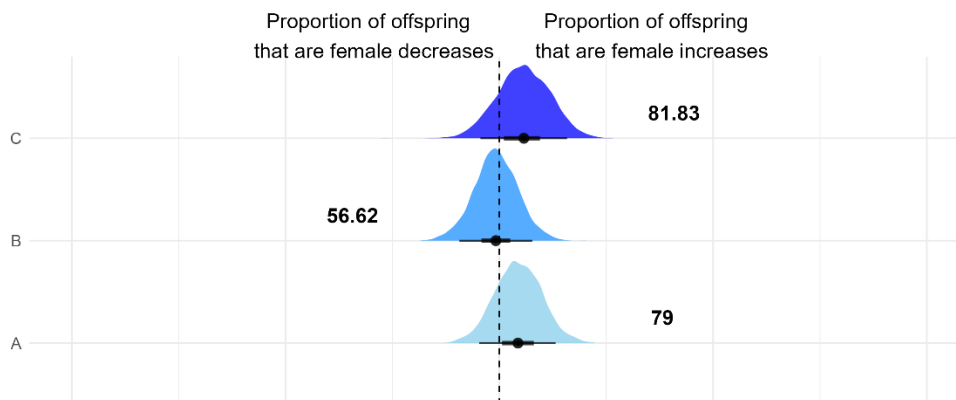 Proportion of offspring
that are female decreases
Proportion of offspring
that are female increases
C
81.83
56.62
B
79
A